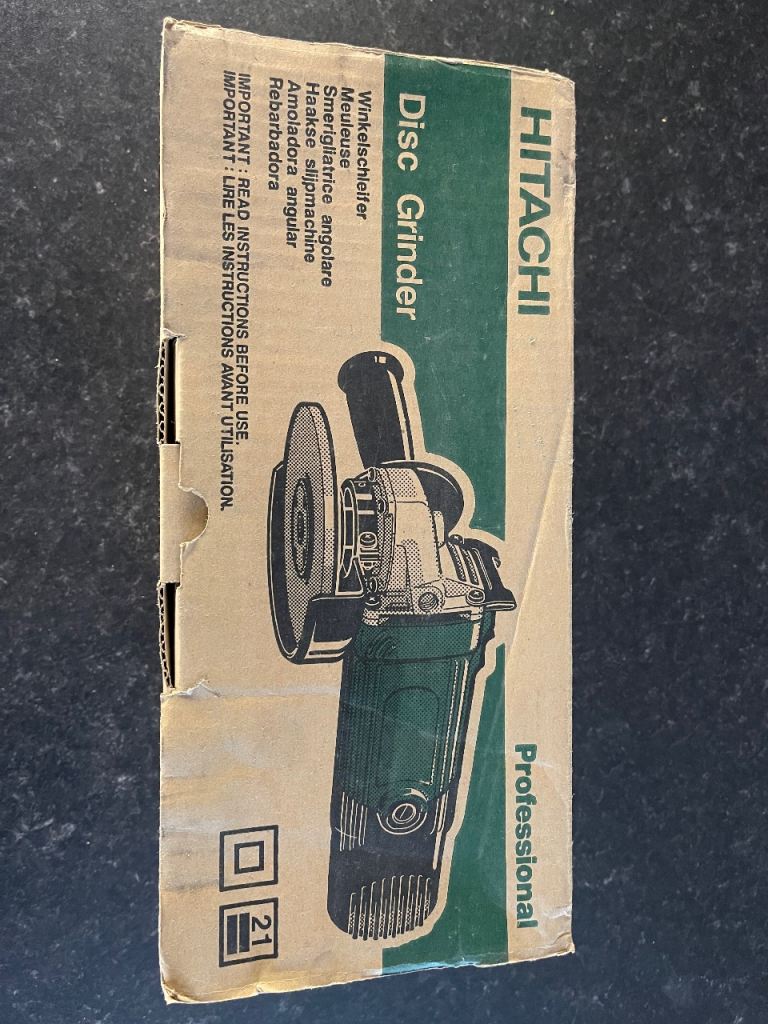 HITACHI
Professional
Disc Grinder
Winkelschleifer
Meuleuse
Smerigliatrice angolare
Haakse slijpmachine
Amoladora angular
Rebarbadora
IMPORTANT : READ INSTRUCTIONS BEFORE USE.
IMPORTANT : LIRE LES INSTRUCTIONS AVANT UTILISATION.
21